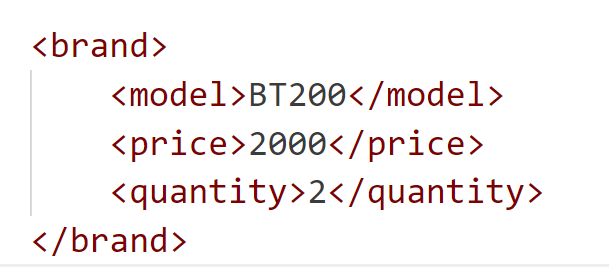 <brand>
    <model>BT200</model>
    <price>2000</price>
    <quantity>2</quantity>
</brand>